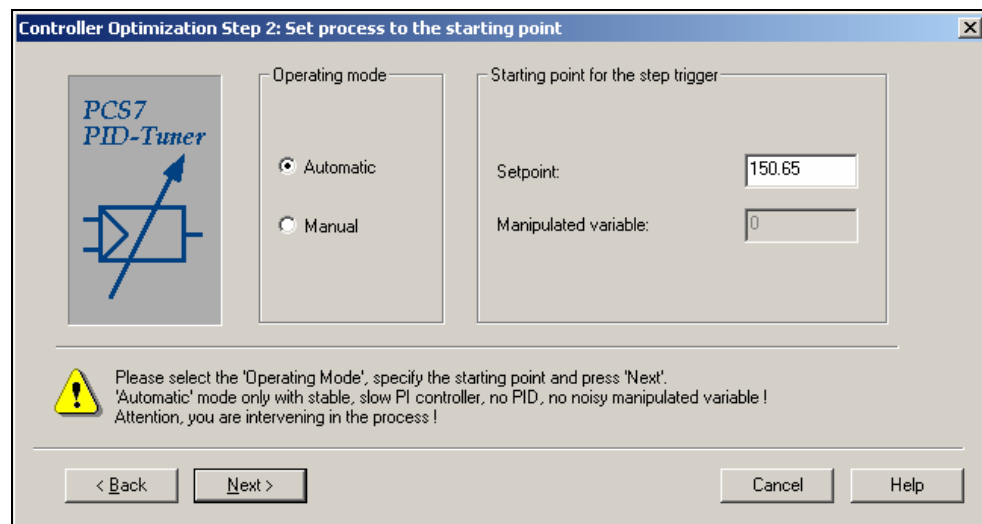 Controller Optimization Step 2: Set process to the starting point
PCS7
PID-Tuner
Operating mode
Automatic
Manual
Starting point for the step trigger
Setpoint:
150.65
Manipulated variable:
0
Please select the 'Operating Mode', specify the starting point and press 'Next'.
'Automatic' mode only with stable, slow PI controller, no PID, no noisy manipulated variable !
Attention, you are intervening in the process !
< Back
Next >
Cancel
Help